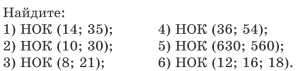 Найдите:
1) НОК (14; 35); 4) НОК (36; 54);
2) НОК (10; 30); 5) НОК (630; 560);
3) НОК (8; 21); 6) НОК (12; 16; 18).